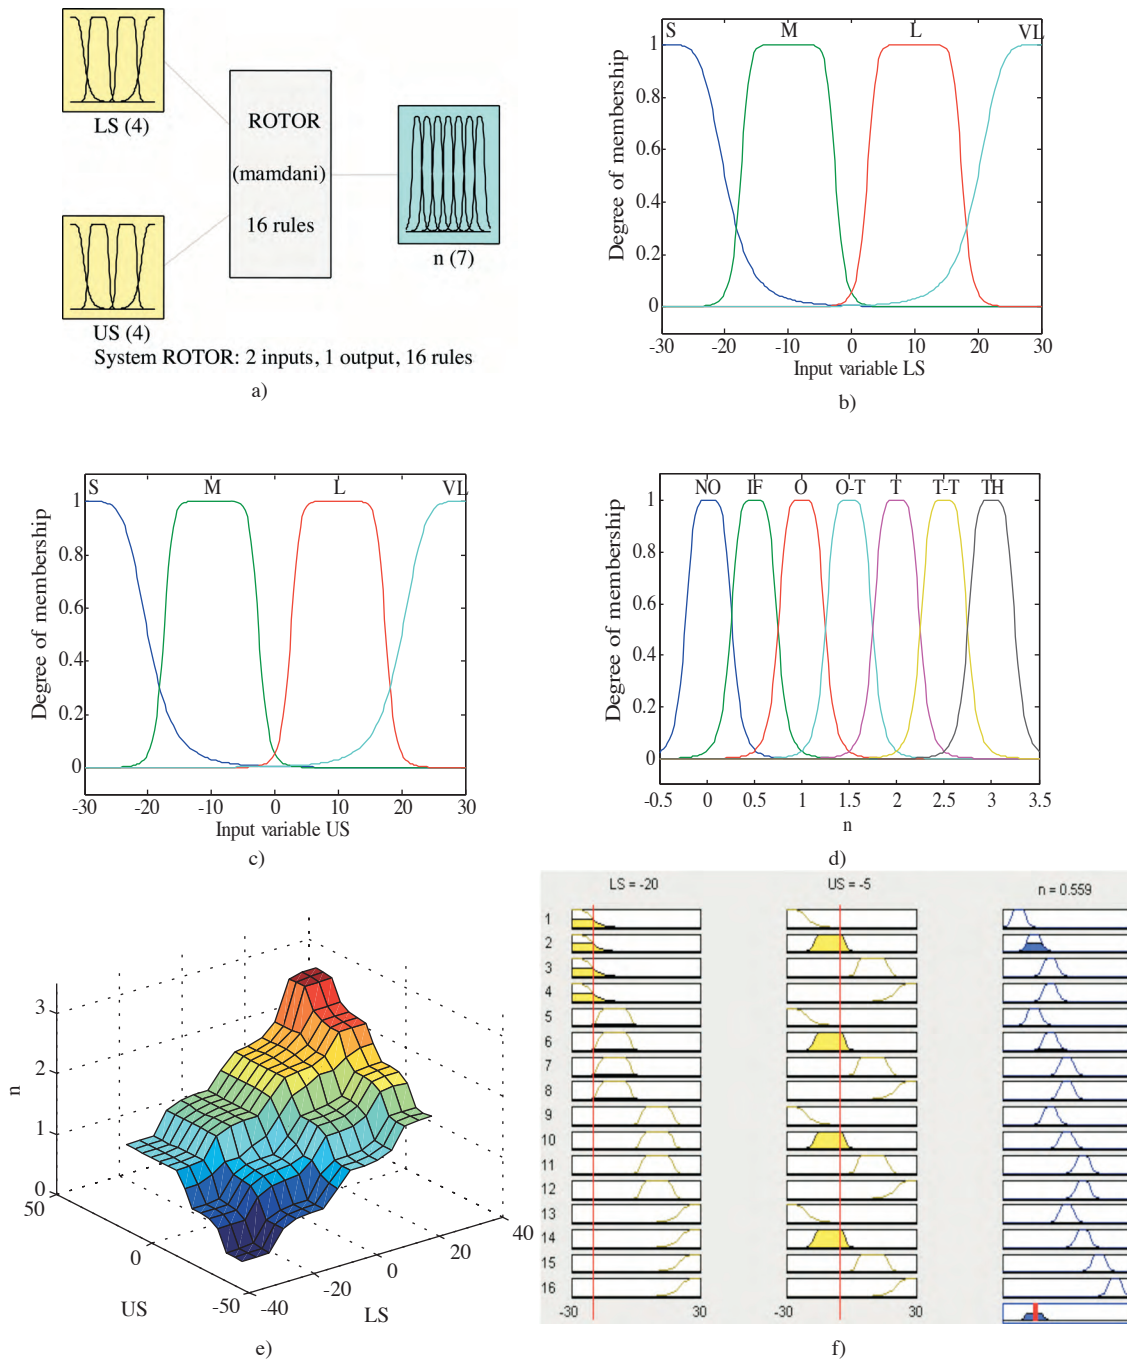 LS (4)
US (4)
ROTOR
(mamdani)
16 rules
n (7)
System ROTOR: 2 inputs, 1 output, 16 rules
a)
S M L VL
Degree of membership
1
0.8
0.6
0.4
0.2
0
-30 -20 -10 0 10 20 30
Input variable LS
b)
S M L VL
Degree of membership
1
0.8
0.6
0.4
0.2
0
-30 -20 -10 0 10 20 30
Input variable US
c)
NO IF O O-T T T-T TH
Degree of membership
1
0.8
0.6
0.4
0.2
0
-0.5 0 0.5 1 1.5 2 2.5 3 3.5
n
d)
n
3
2
1
0
50
0
-50
US
-40
-20
0
20
40
LS
e)
LS = -20 US = -5 n = 0.559
1
2
3
4
5
6
7
8
9
10
11
12
13
14
15
16
-30 30 -30 30
f)